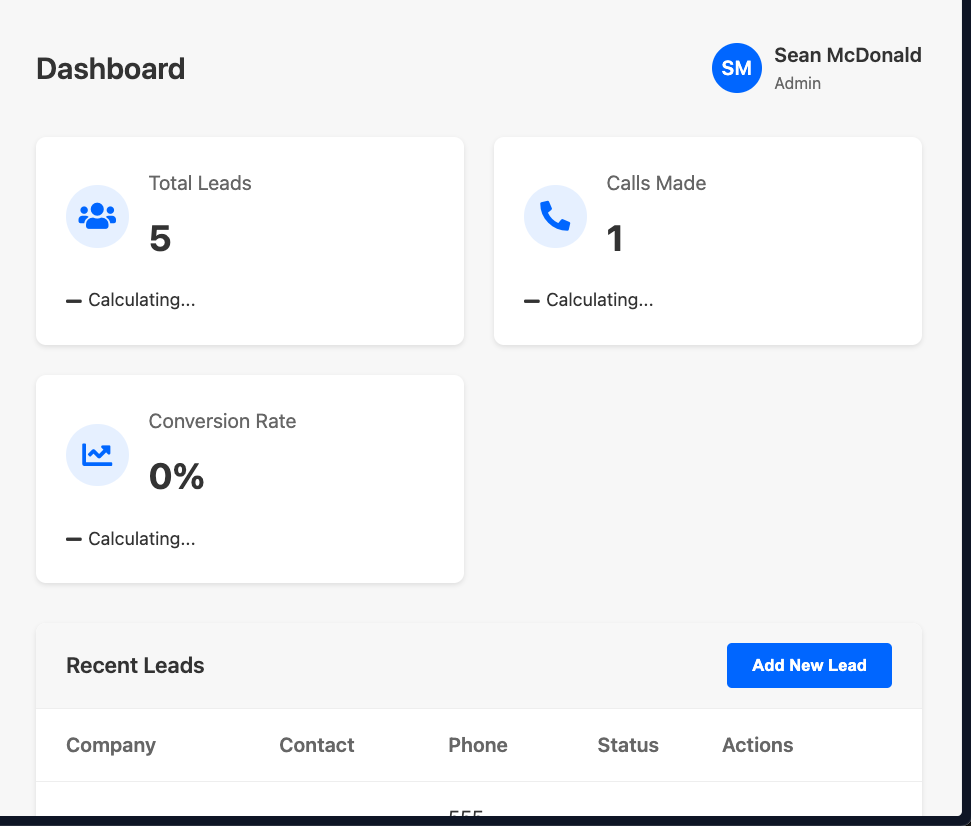 Dashboard
SM
Sean McDonald
Admin
Total Leads
5
Calculating...
Calls Made
1
Calculating...
Conversion Rate
0%
Calculating...
Recent Leads
Add New Lead
Company Contact Phone Status Actions